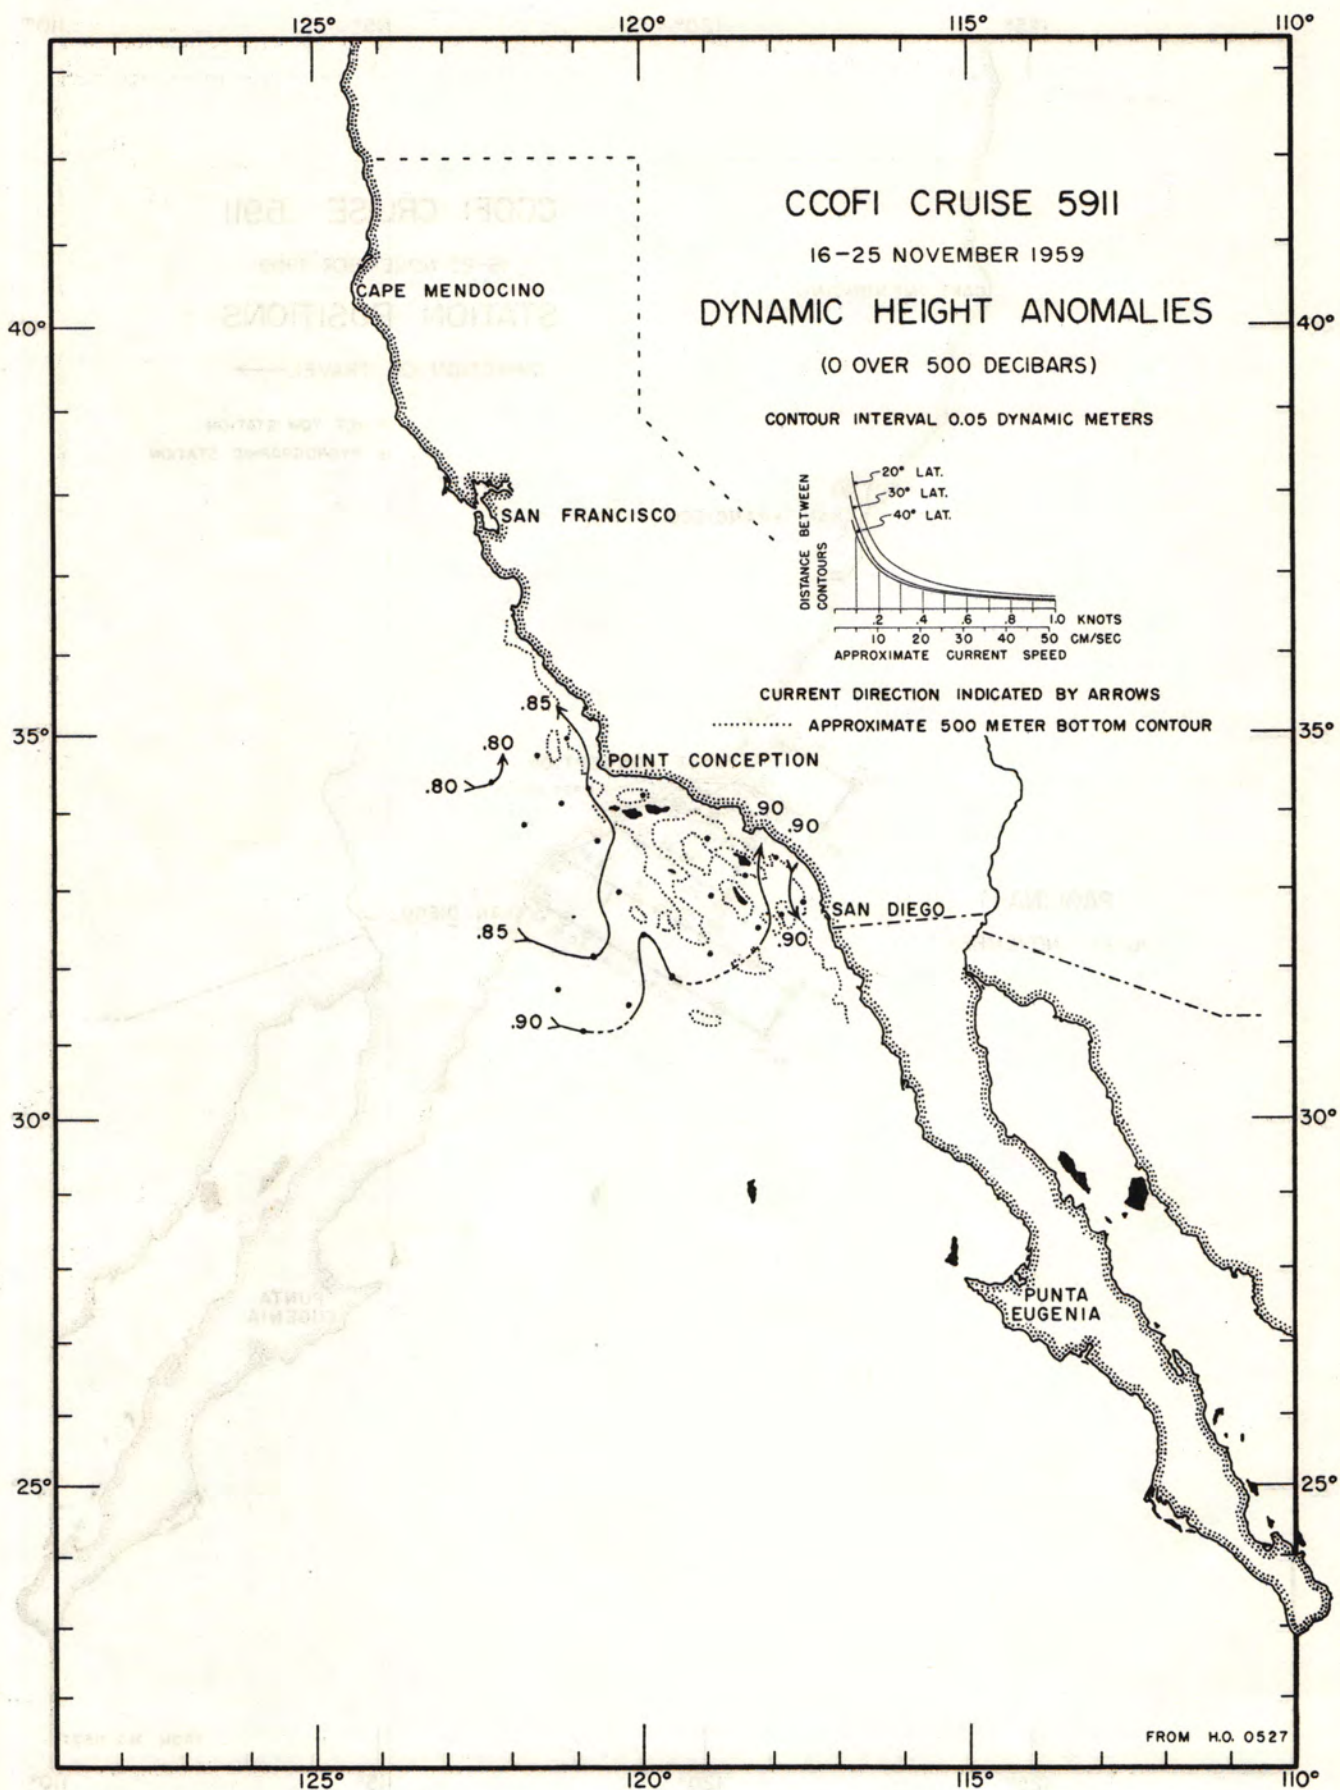 125° 120° 115° 110°
CCOFI CRUISE 5911
16-25 NOVEMBER 1959
CAPE MENDOCINO
DYNAMIC HEIGHT ANOMALIES
40° 40°
(0 OVER 500 DECIBARS)
CONTOUR INTERVAL 0.05 DYNAMIC METERS
20° LAT.
30° LAT.
40° LAT.
DISTANCE BETWEEN
CONTOURS
SAN FRANCISCO
.2 .4 .6 .8 1.0 KNOTS
10 20 30 40 50 CM/SEC
APPROXIMATE CURRENT SPEED
CURRENT DIRECTION INDICATED BY ARROWS
.85
APPROXIMATE 500 METER BOTTOM CONTOUR
35° 35°
.80
POINT CONCEPTION
.80
.90
.90
SAN DIEGO
.85
.90
.90
30° 30°
PUNTA
EUGENIA
25° 25°
FROM H.O. 0527
125° 120° 115° 110°